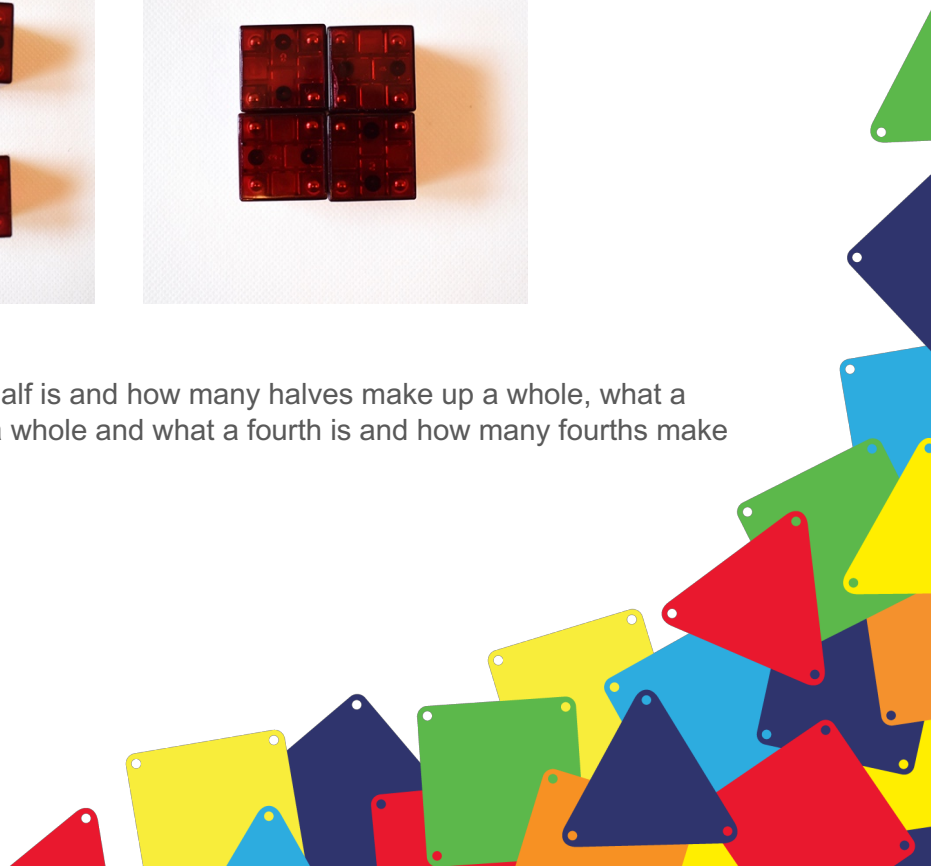 alf is and how many halves make up a whole, what a
whole and what a fourth is and how many fourths make